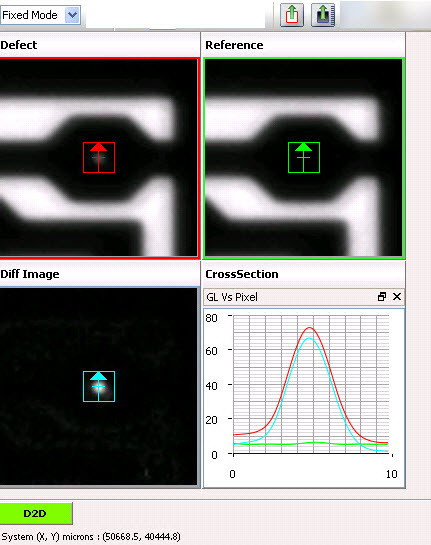 Fixed Mode
Defect
Reference
Diff Image
CrossSection
GL Vs Pixel
80
60
40
20
0
0
10
D2D
System (X, Y) microns : (50668.5, 40444.8)